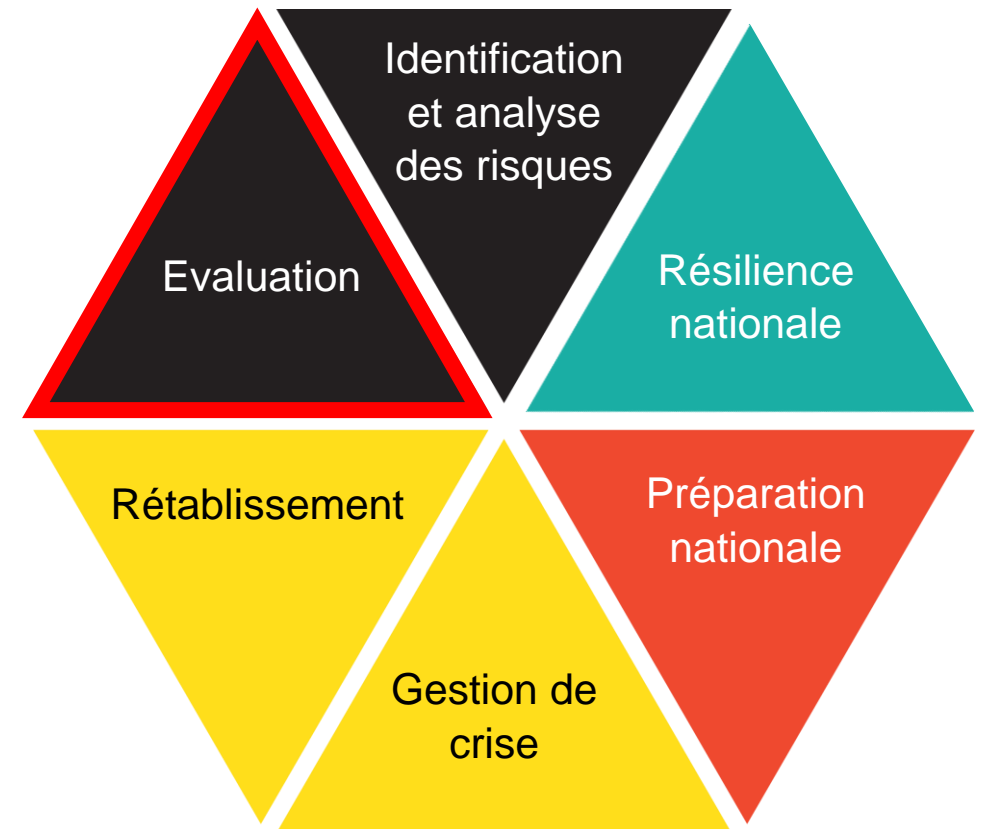 Identification
et analyse
des risques
Evaluation
Résilience
nationale
Rétablissement
Préparation
nationale
Gestion de
crise